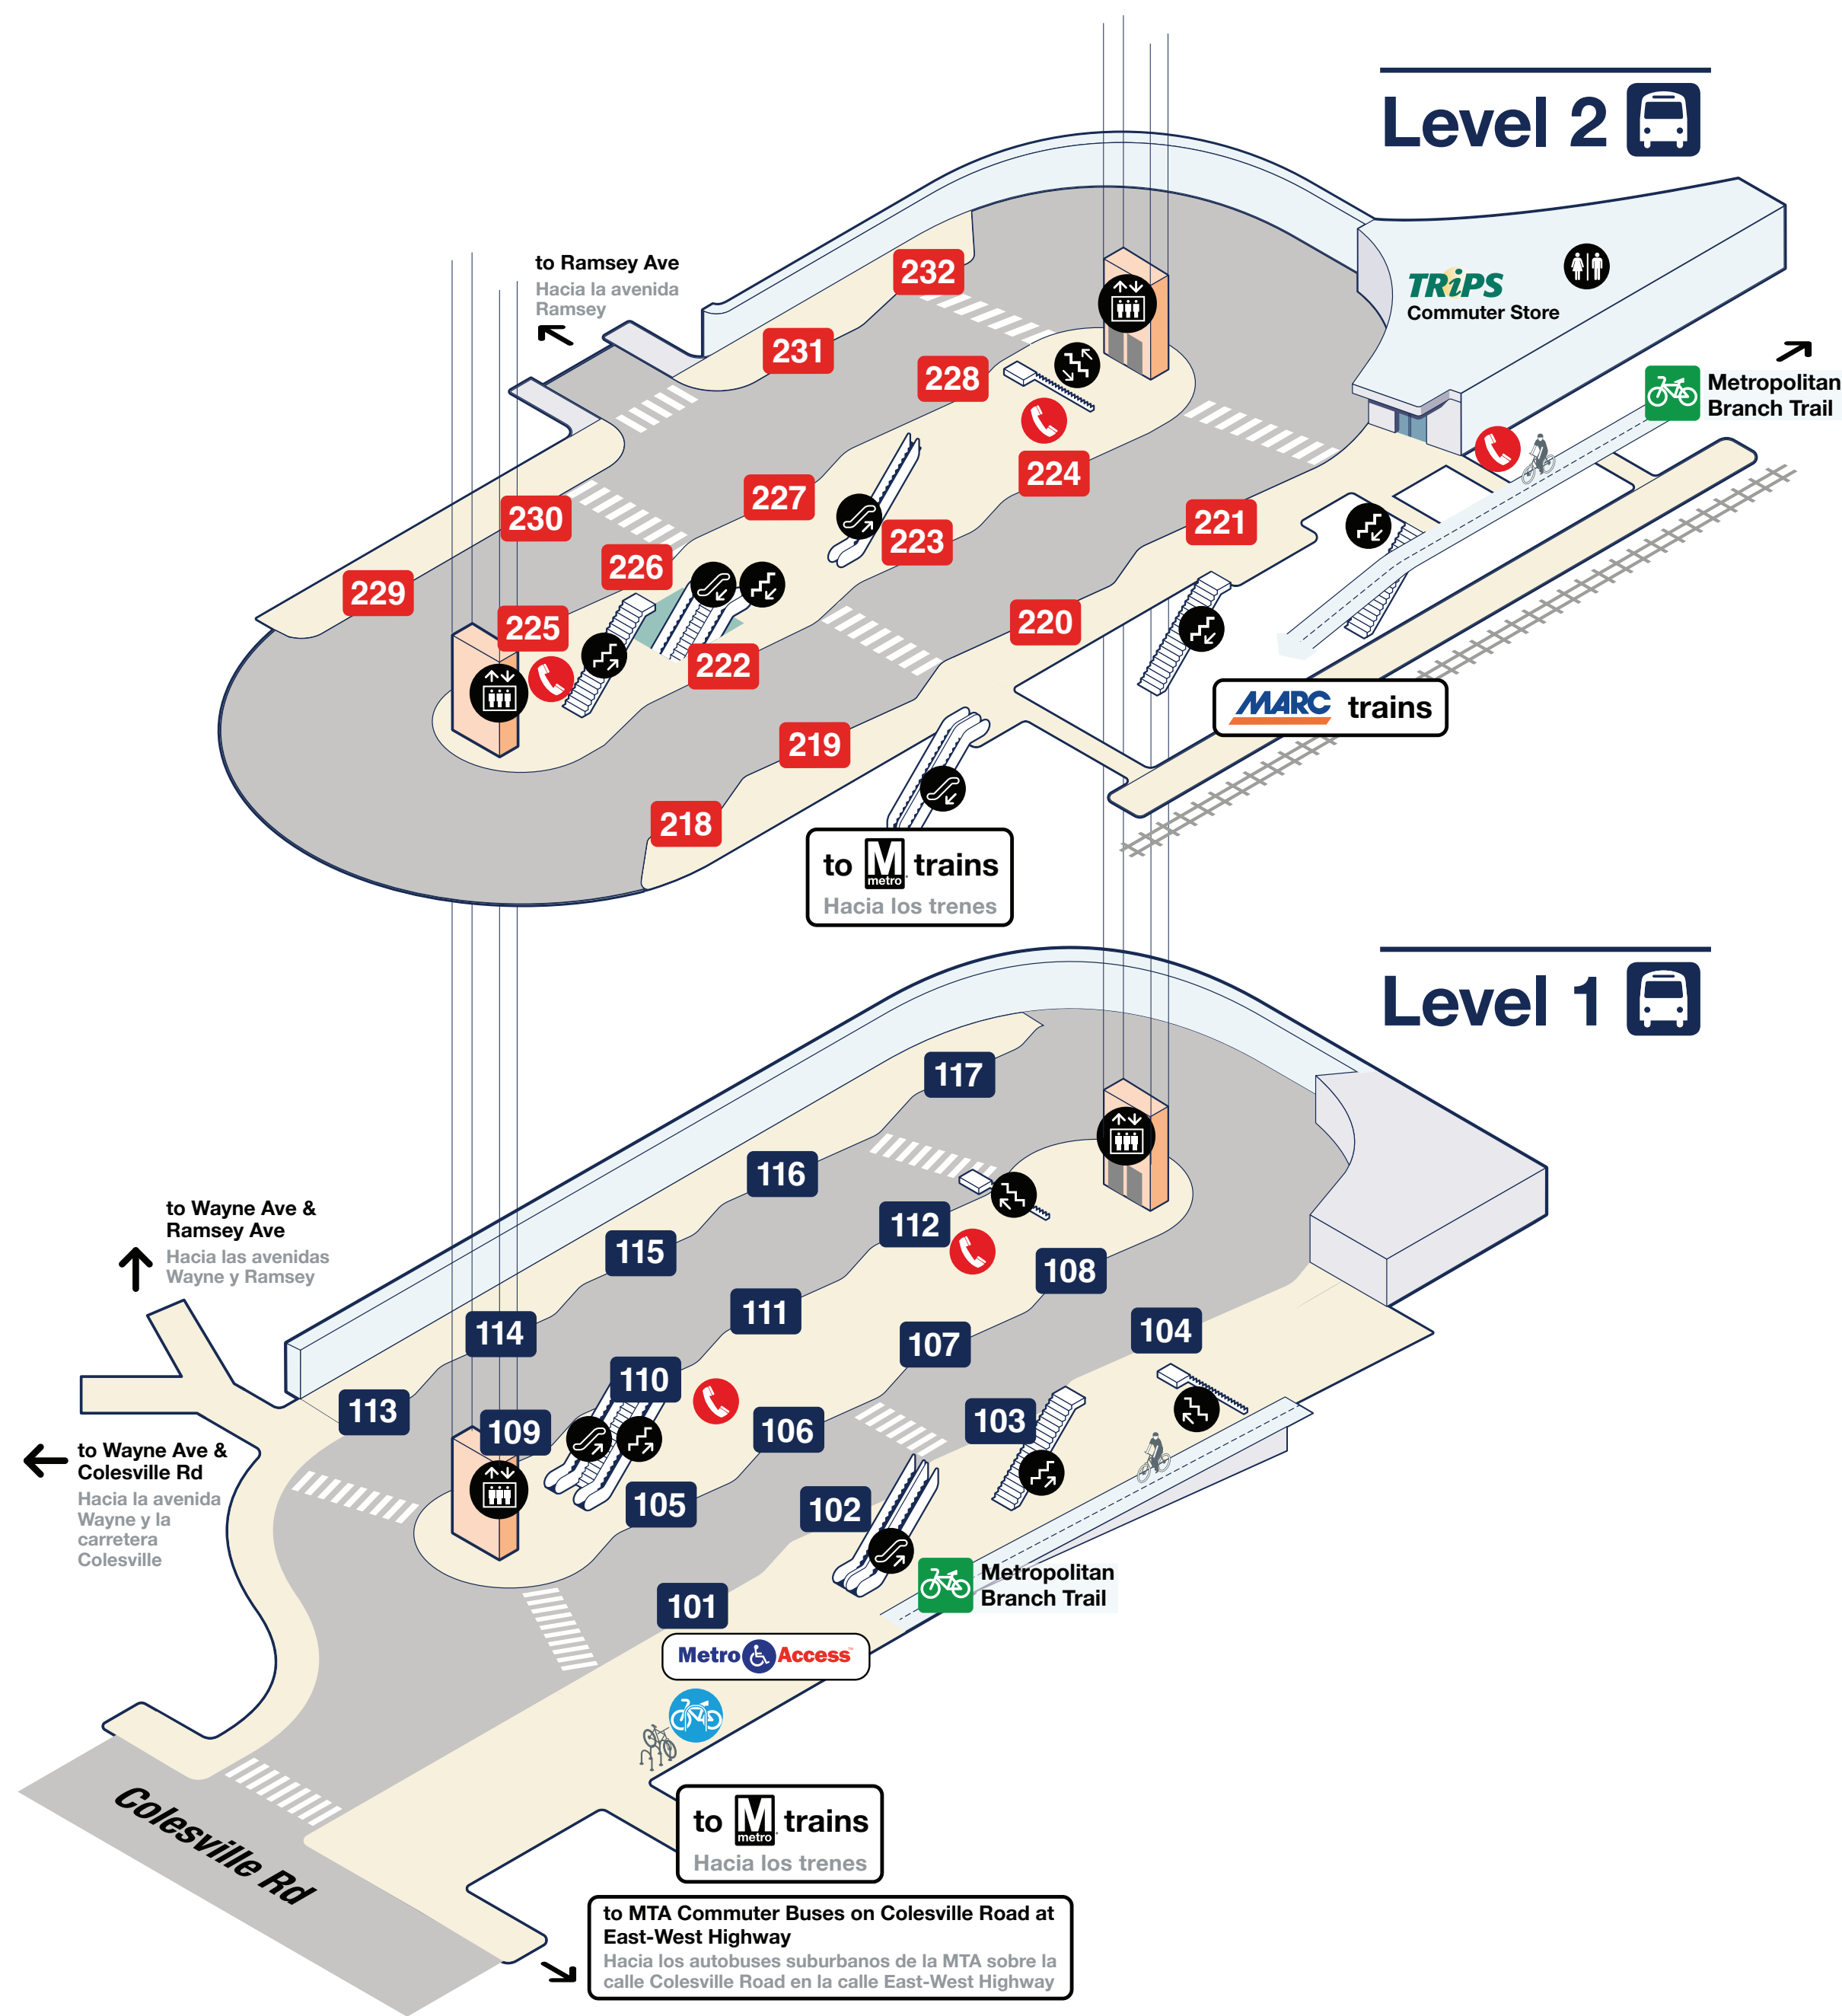 Level 2
to Ramsey Ave
Hacia la avenida
Ramsey
232
TRiPS
Commuter Store
231
228
Metropolitan
Branch Trail
224
227
230
221
223
226
229
220
225
222
MARC trains
219
218
to M metro trains
Hacia los trenes
Level 1
117
116
112
115
108
to Wayne Ave &
Ramsey Ave
Hacia las avenidas
Wayne y Ramsey
111
104
114
107
110
113
103
109
106
to Wayne Ave &
Colesville Rd
Hacia la avenida
Wayne y la
carretera
Colesville
105
102
Metropolitan
Branch Trail
101
Metro Access
Colesville Rd
to M metro trains
Hacia los trenes
to MTA Commuter Buses on Colesville Road at
East-West Highway
Hacia los autobuses suburbanos de la MTA sobre la
calle Colesville Road en la calle East-West Highway